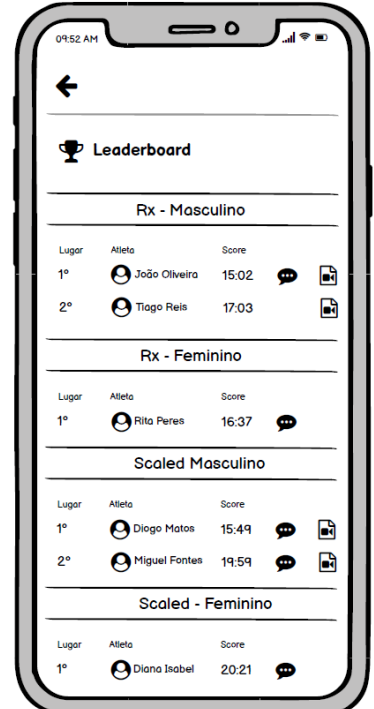 09:52 AM
Leaderboard
Rx - Masculino
Lugar Atleta Score
1º João Oliveira 15:02
2º Tiago Reis 17:03
Rx - Feminino
Lugar Atleta Score
1º Rita Peres 16:37
Scaled Masculino
Lugar Atleta Score
1º Diogo Matos 15:49
2º Miguel Fontes 19:59
Scaled - Feminino
Lugar Atleta Score
1º Diana Isabel 20:21